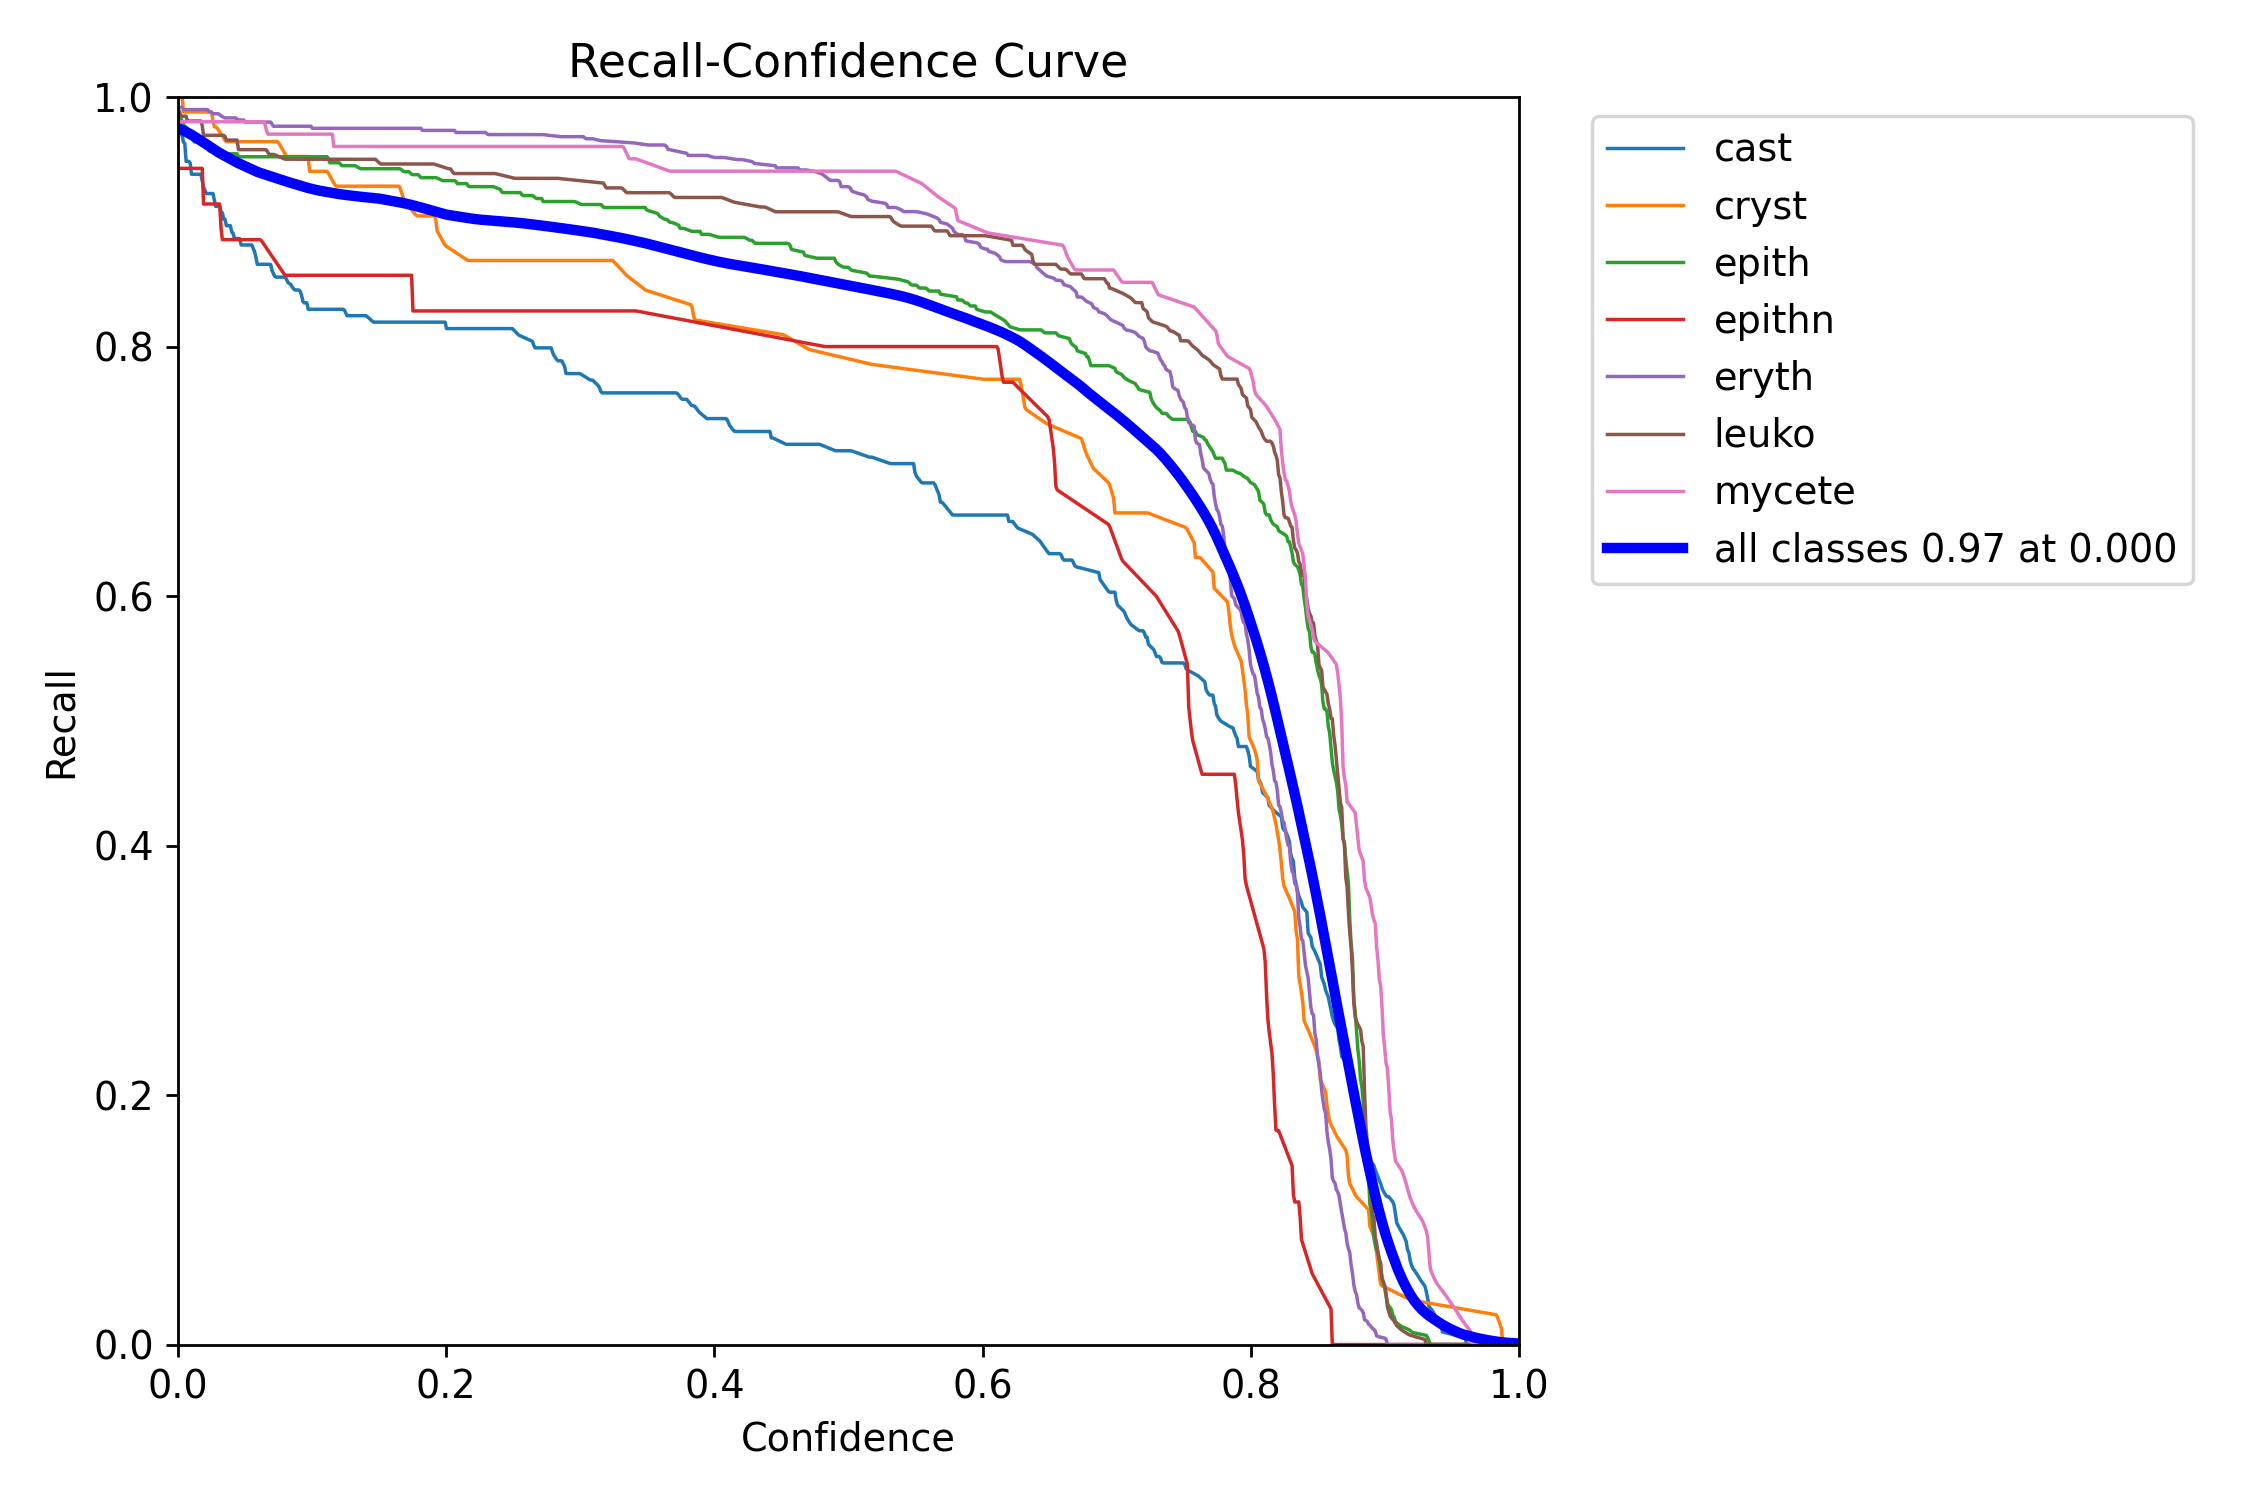 Recall-Confidence Curve
1.0
0.8
0.6
0.4
0.2
0.0
Recall
0.0 0.2 0.4 0.6 0.8 1.0
Confidence
cast
cryst
epith
epithn
eryth
leuko
mycete
all classes 0.97 at 0.000